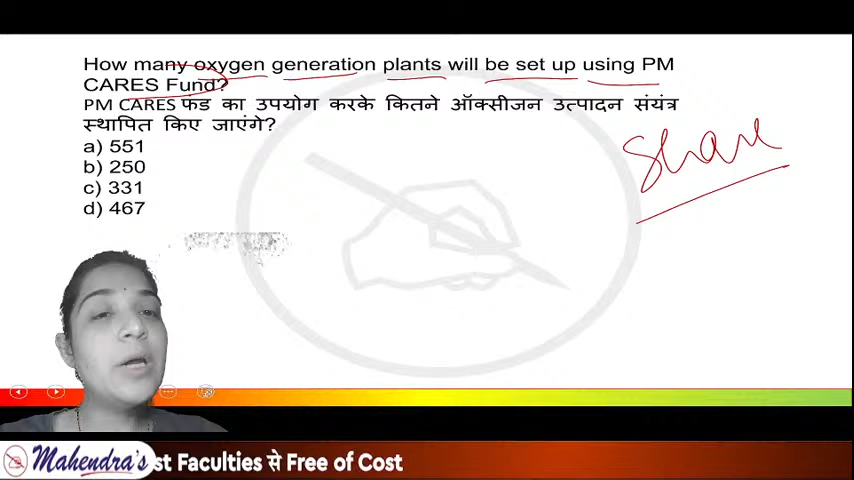 How many oxygen generation plants will be set up using PM
CARES Fund?
PM CARES फंड का उपयोग करके कितने ऑक्सीजन उत्पादन संयंत्र
स्थापित किए जाएंगे?
a) 551
b) 250
c) 331
d) 467
Share
Mahendra's
st Faculties से Free of Cost